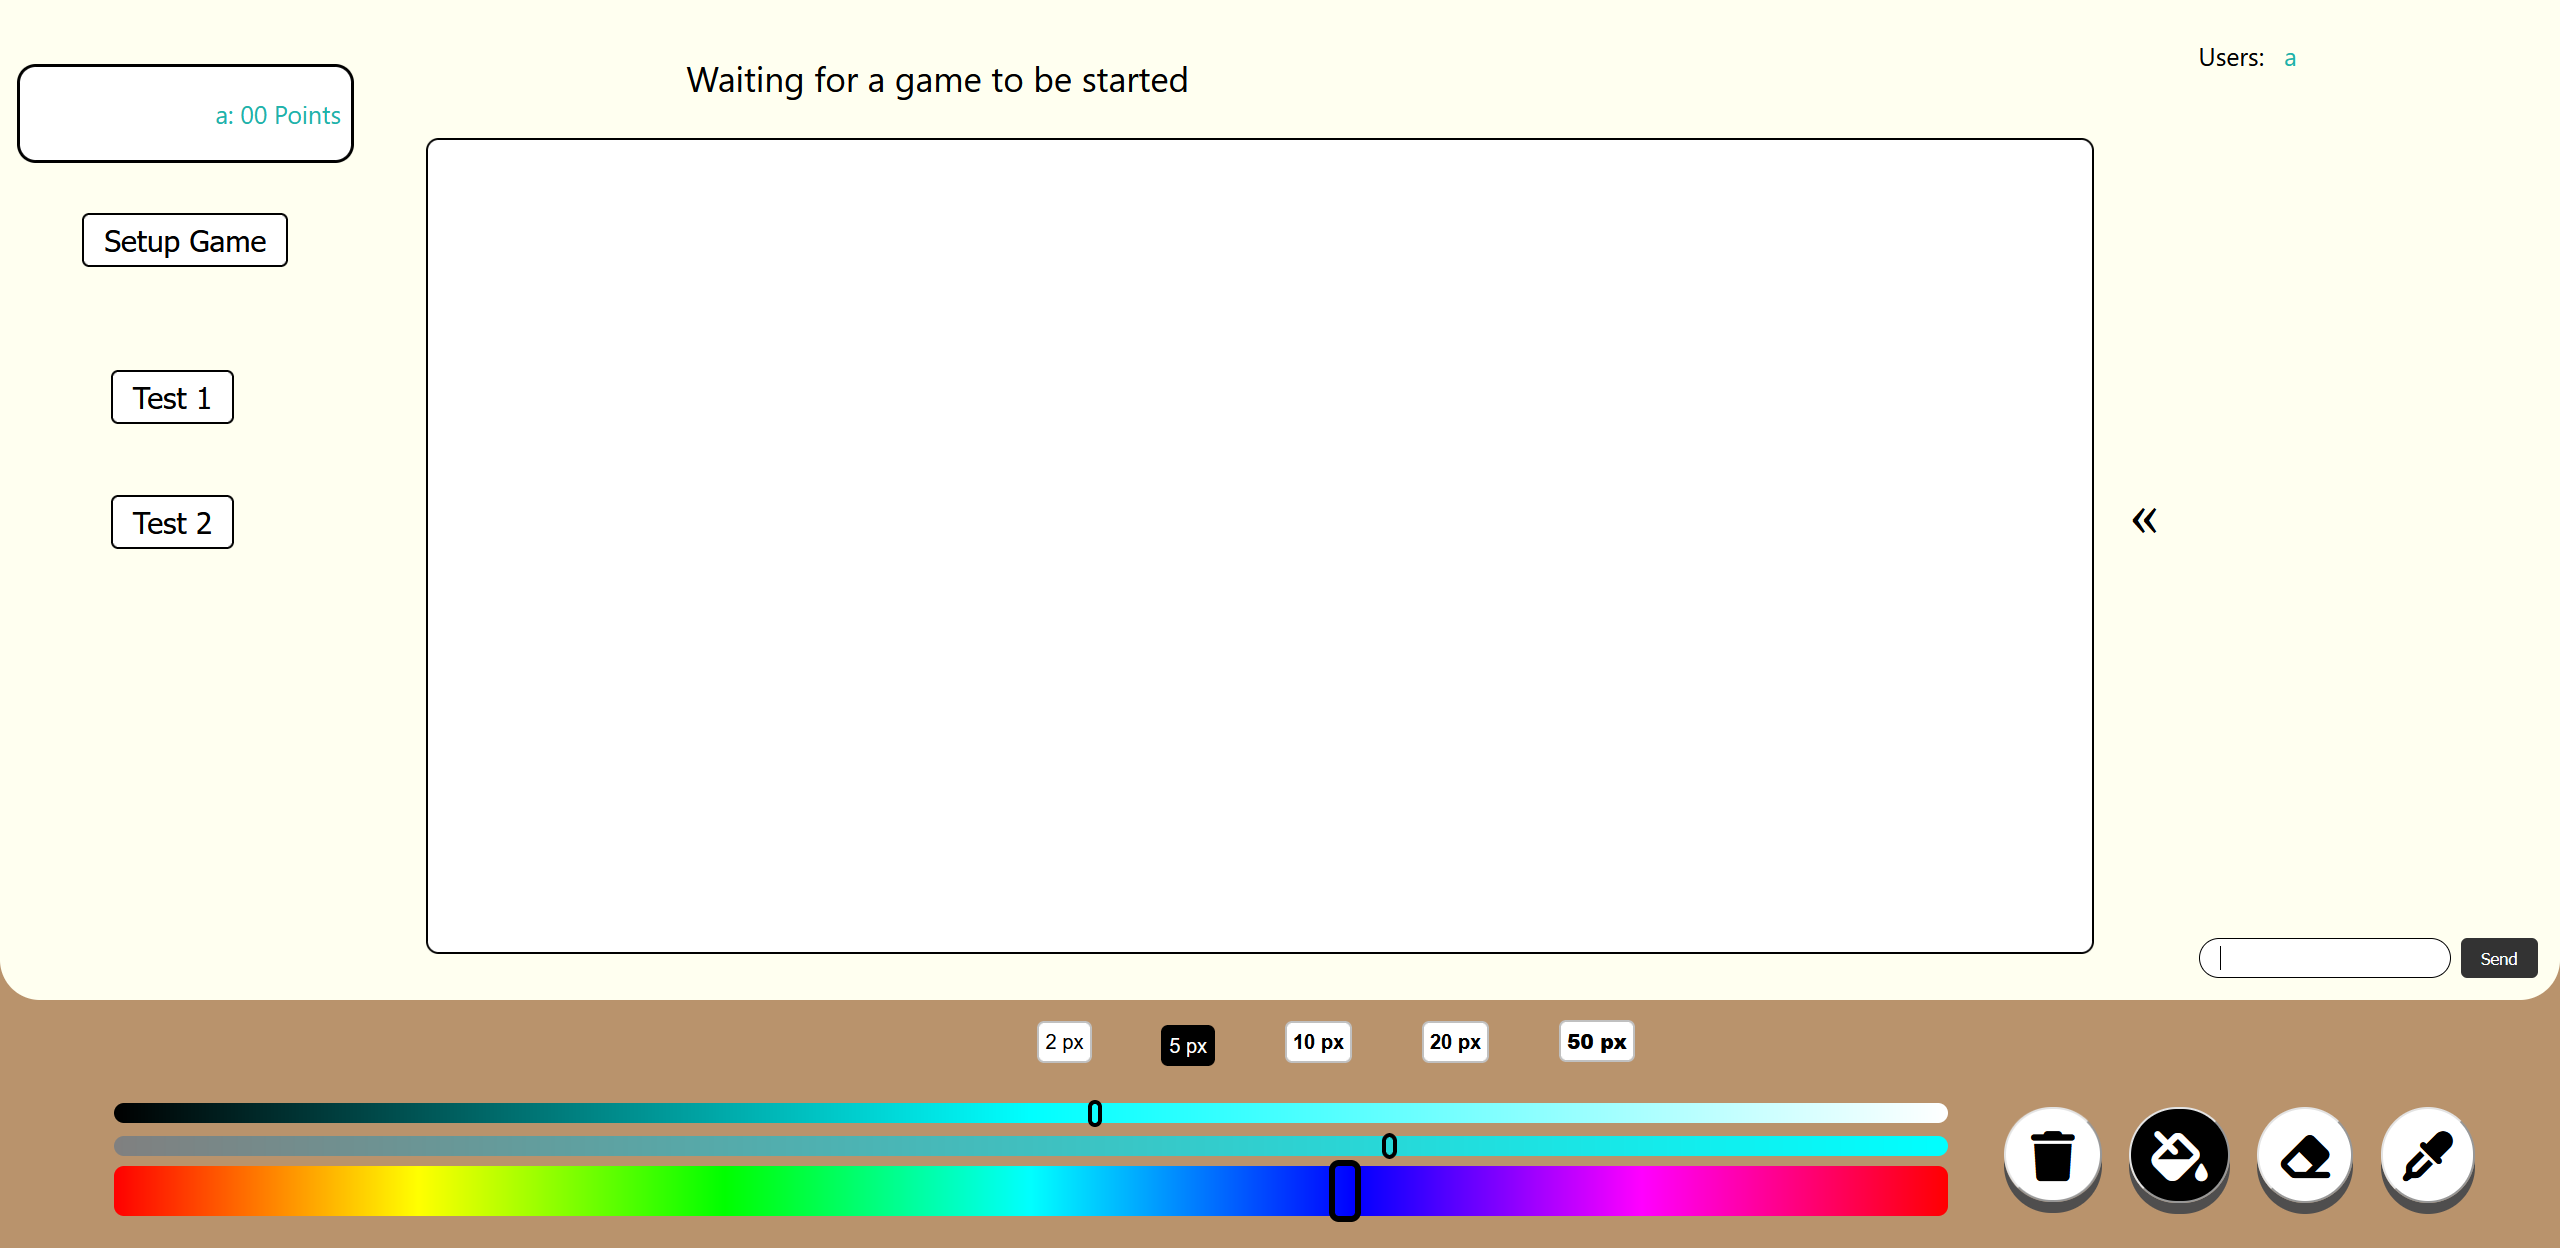 Users: a
Waiting for a game to be started
a: 00 Points
Setup Game
Test 1
Test 2
«
Send
2 px
5 px
10 px
20 px
50 px